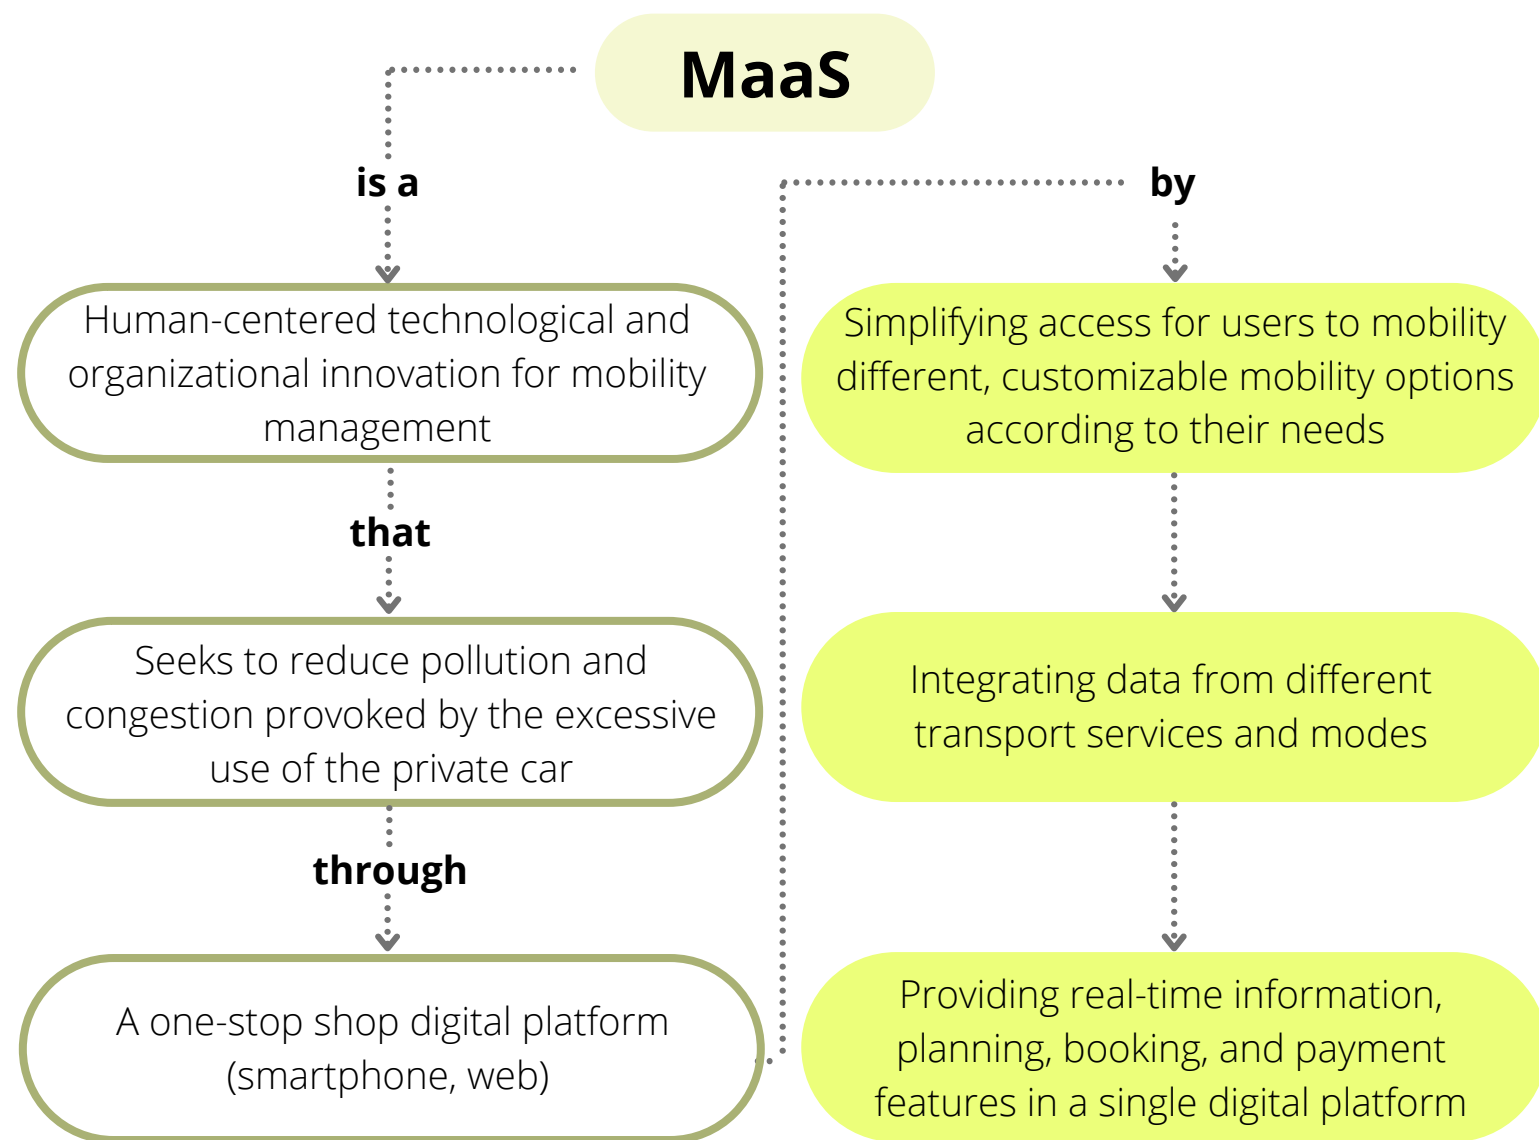 MaaS
is a
Human-centered technological and
organizational innovation for mobility
management
that
Seeks to reduce pollution and
congestion provoked by the excessive
use of the private car
through
A one-stop shop digital platform
(smartphone, web)
by
Simplifying access for users to mobility
different, customizable mobility options
according to their needs
Integrating data from different
transport services and modes
Providing real-time information,
planning, booking, and payment
features in a single digital platform